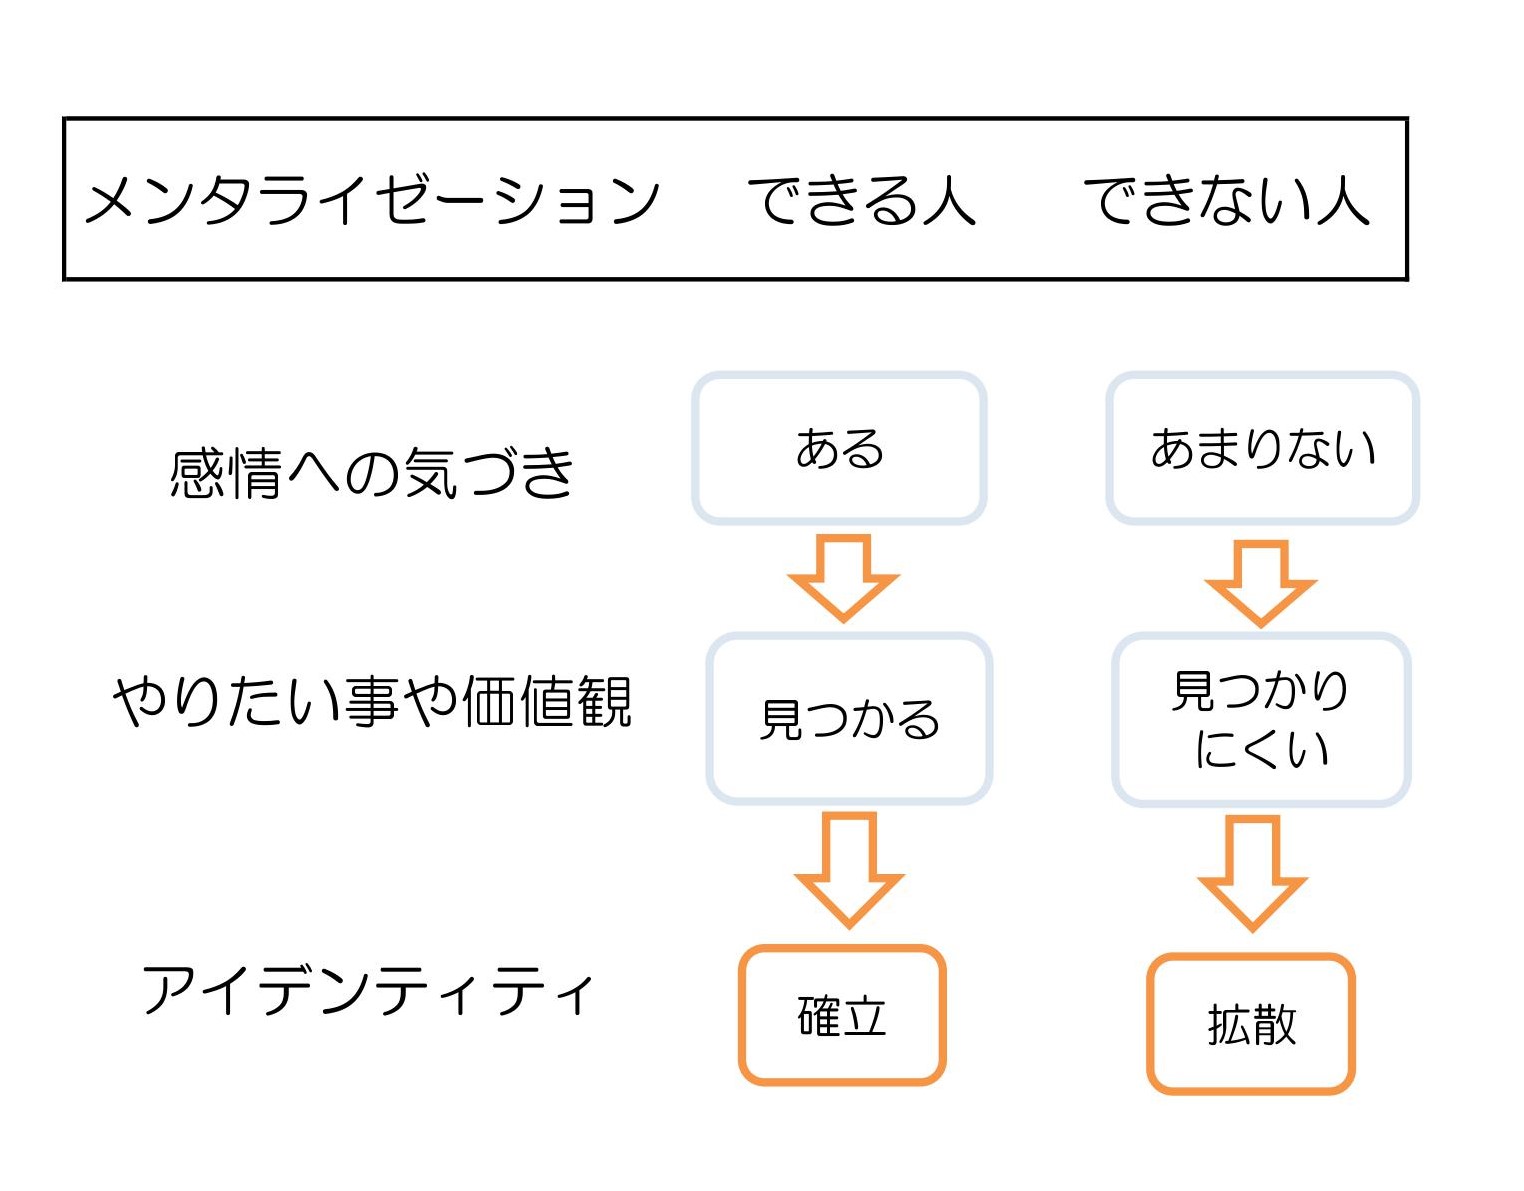 メンタライゼーション　できる人　できない人
感情への気づき　ある　あまりない
やりたい事や価値観　見つかる　見つかり
にくい
アイデンティティ　確立　拡散